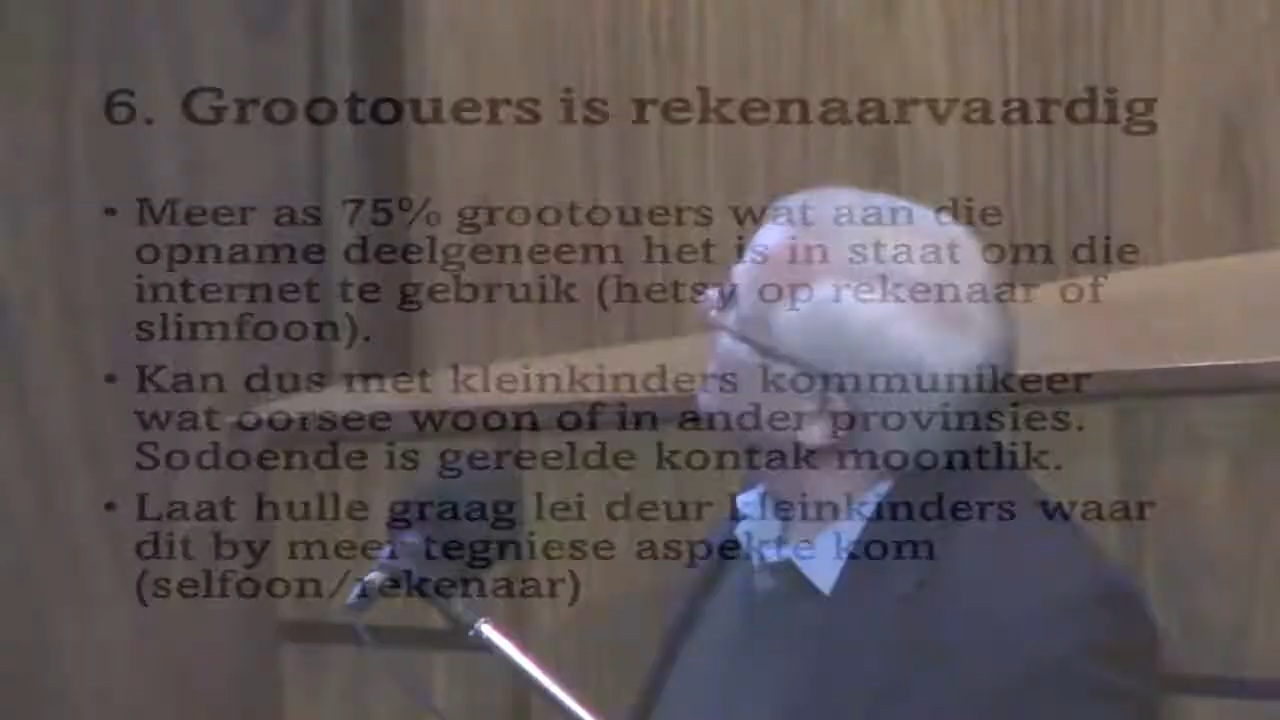 6. Grootouers is rekenaarvaardig
• Meer as 75% grootouers wat aan die
opname deelgeneem het is in staat om die
internet te gebruik (hetsy op rekenaar of
slimfoon).
• Kan dus met kleinkinders kommunikeer
wat oorsee woon of in ander provinsies.
Sodoende is gereelde kontak moontlik.
• Laat hulle graag lei deur kleinkinders waar
dit by meer tegniese aspekte kom
(selfoon/rekenaar)